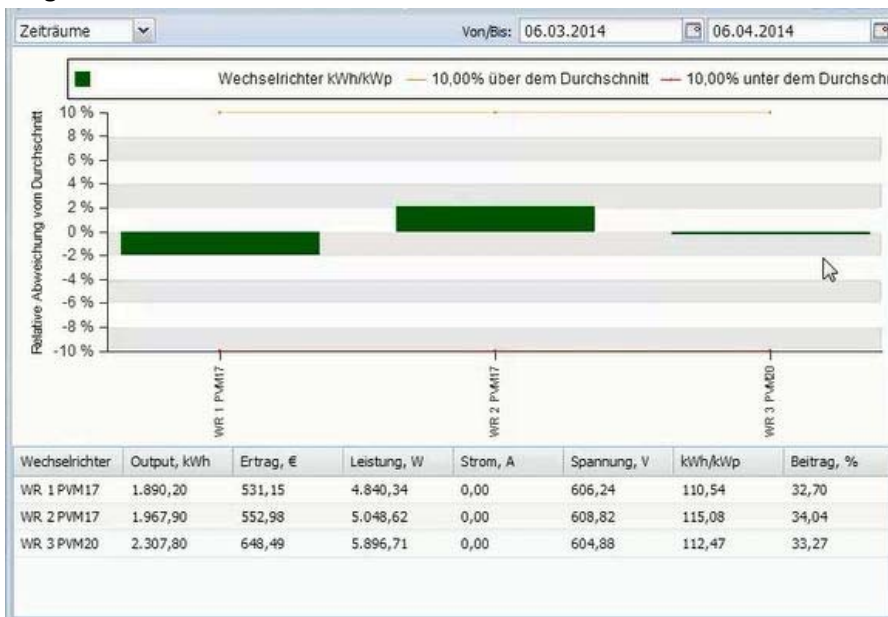 Zeiträume Von/Bis: 06.03.2014 06.04.2014
Wechselrichter kWh/kWp 10,00% über dem Durchschnitt 10,00% unter dem Durchsch
Relative Abweichung vom Durchschnitt
10 %
8 %
6 %
4 %
2 %
0 %
-2 %
-4 %
-6 %
-8 %
-10 %
WR 1 PVM17
WR 2 PVM17
WR 3 PVM20
Wechselrichter Output, kWh Ertrag, € Leistung, W Strom, A Spannung, V kWh/kWp Beitrag, %
WR 1 PVM17 1.890,20 531,15 4.840,34 0,00 606,24 110,54 32,70
WR 2 PVM17 1.967,90 552,98 5.048,62 0,00 608,82 115,08 34,04
WR 3 PVM20 2.307,80 648,49 5.896,71 0,00 604,88 112,47 33,27